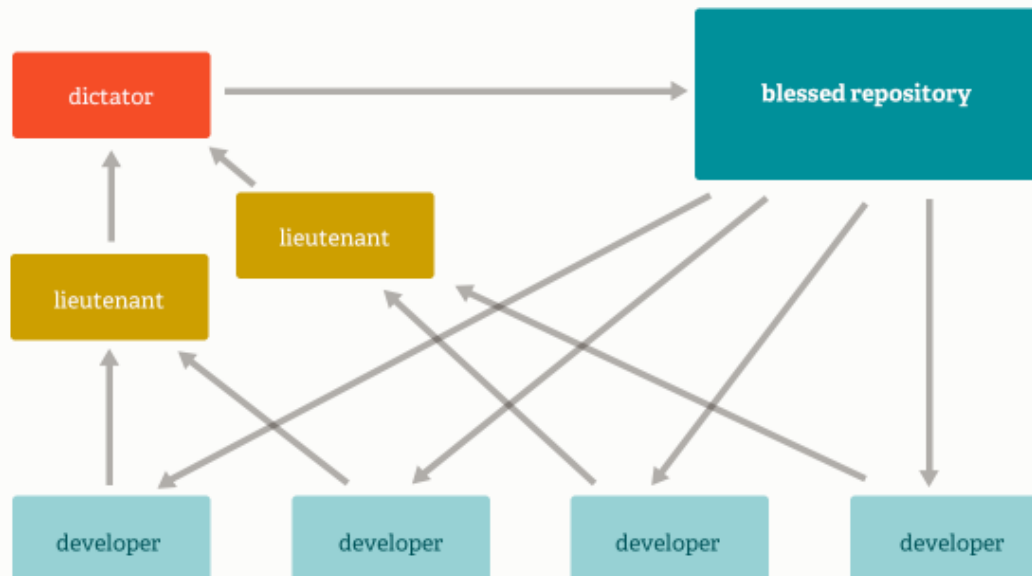 dictator
blessed repository
lieutenant
lieutenant
developer
developer
developer
developer